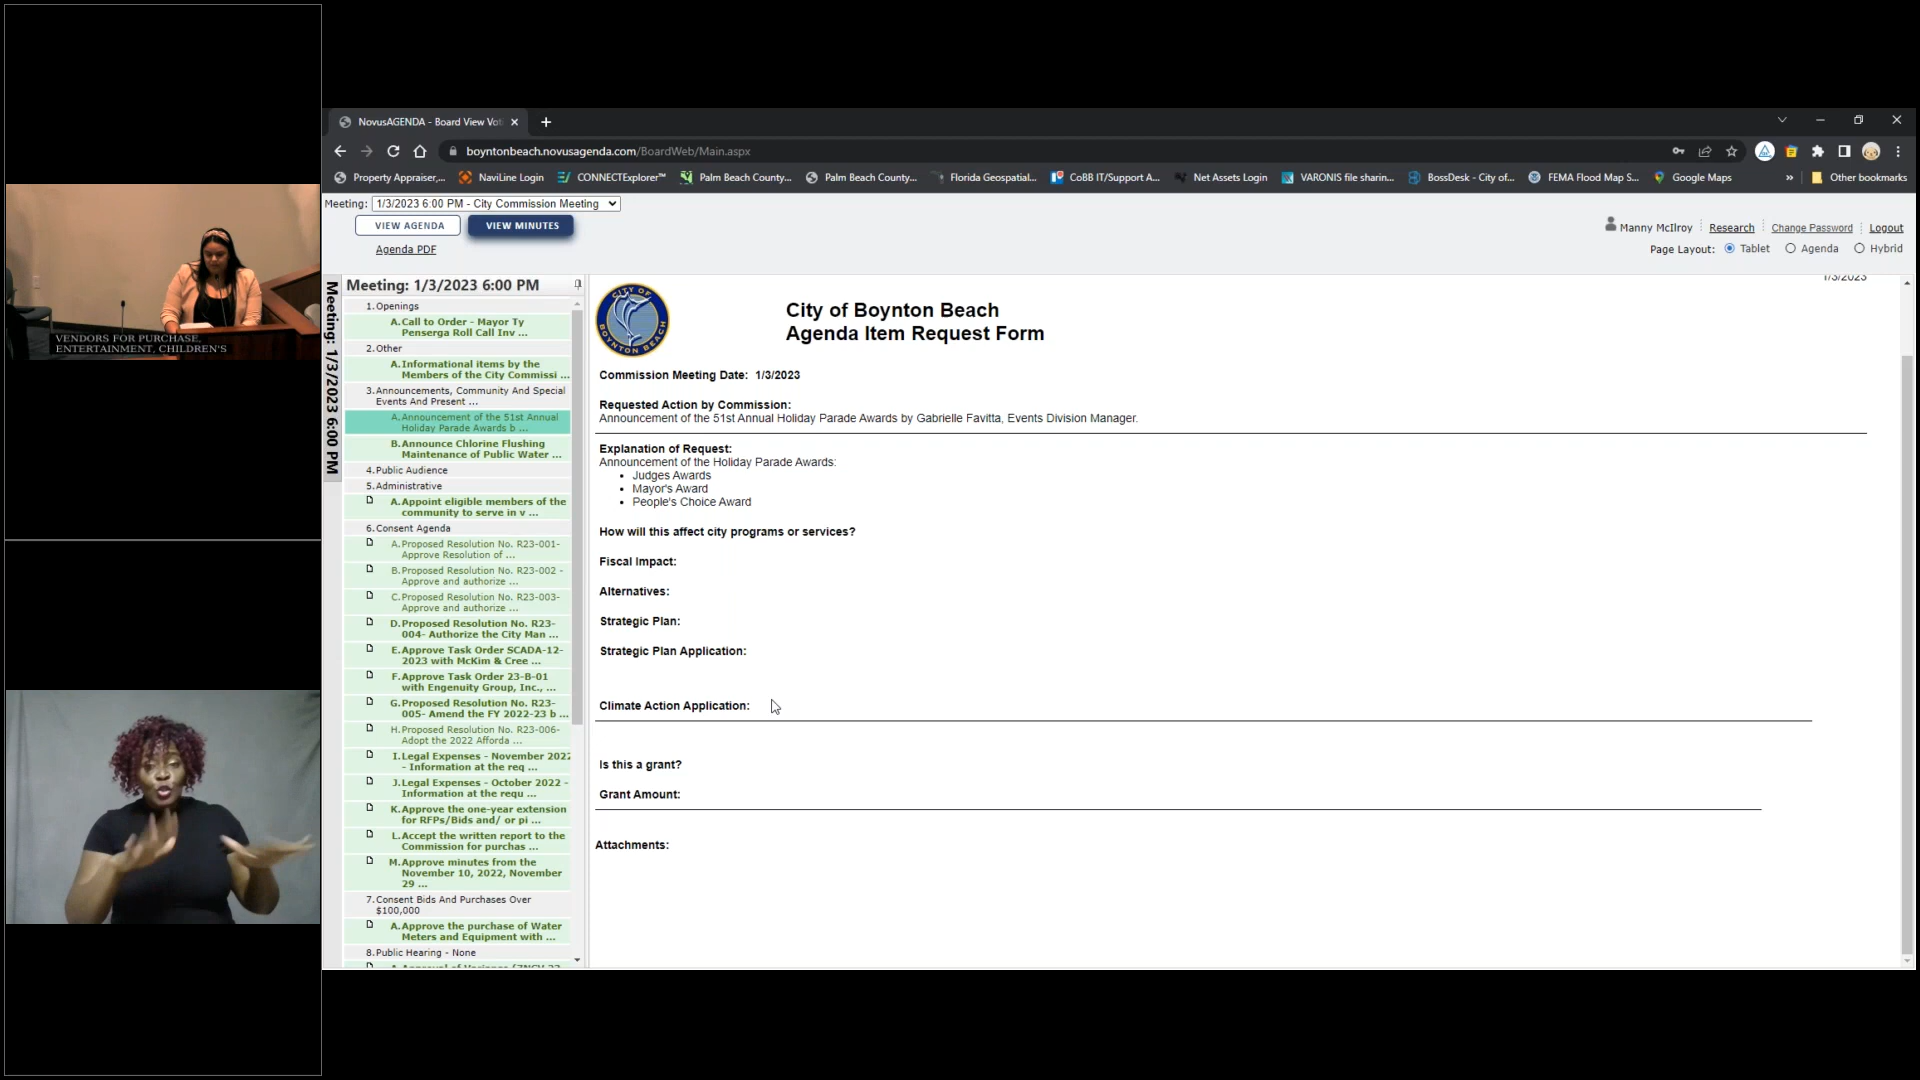 NovusAGENDA - Board View Vot
boyntonbeach.novusagenda.com/BoardWeb/Main.aspx
Property Appraiser,... NaviLine Login CONNECTExplorer™ Palm Beach County... Palm Beach County... Florida Geospatial... CoBB IT/Support A... Net Assets Login VARONIS file sharin... BossDesk - City of... FEMA Flood Map S... Google Maps » Other bookmarks
Meeting: 1/3/2023 6:00 PM - City Commission Meeting
VIEW AGENDA VIEW MINUTES
Agenda PDF
Manny McIlroy Research Change Password Logout
Page Layout: Tablet Agenda Hybrid
Meeting: 1/3/2023 6:00 PM
Meeting: 1/3/2023 6:00 PM
1.Openings
A.Call to Order - Mayor Ty
Penserga Roll Call Inv ...
2.Other
A.Informational items by the
Members of the City Commissi ...
3.Announcements, Community And Special
Events And Present ...
A.Announcement of the 51st Annual
Holiday Parade Awards b ...
B.Announce Chlorine Flushing
Maintenance of Public Water ...
4.Public Audience
5.Administrative
A.Appoint eligible members of the
community to serve in v ...
6.Consent Agenda
A.Proposed Resolution No. R23-001-
Approve Resolution of ...
B.Proposed Resolution No. R23-002 -
Approve and authorize ...
C.Proposed Resolution No. R23-003-
Approve and authorize ...
D.Proposed Resolution No. R23-
004- Authorize the City Man ...
E.Approve Task Order SCADA-12-
2023 with McKim & Cree ...
F.Approve Task Order 23-B-01
with Engenuity Group, Inc., ...
G.Proposed Resolution No. R23-
005- Amend the FY 2022-23 b ...
H.Proposed Resolution No. R23-006-
Adopt the 2022 Afforda ...
I.Legal Expenses - November 2022
- Information at the req ...
J.Legal Expenses - October 2022 -
Information at the requ ...
K.Approve the one-year extension
for RFPs/Bids and/ or pi ...
L.Accept the written report to the
Commission for purchas ...
M.Approve minutes from the
November 10, 2022, November
29 ...
7.Consent Bids And Purchases Over
$100,000
A.Approve the purchase of Water
Meters and Equipment with ...
8.Public Hearing - None
1/3/2023
CITY OF
BOYNTON BEACH
City of Boynton Beach
Agenda Item Request Form
Commission Meeting Date: 1/3/2023
Requested Action by Commission:
Announcement of the 51st Annual Holiday Parade Awards by Gabrielle Favitta, Events Division Manager.
Explanation of Request:
Announcement of the Holiday Parade Awards:
• Judges Awards
• Mayor's Award
• People's Choice Award
How will this affect city programs or services?
Fiscal Impact:
Alternatives:
Strategic Plan:
Strategic Plan Application:
Climate Action Application:
Is this a grant?
Grant Amount:
Attachments:
VENDORS FOR PURCHASE,
ENTERTAINMENT, CHILDREN'S